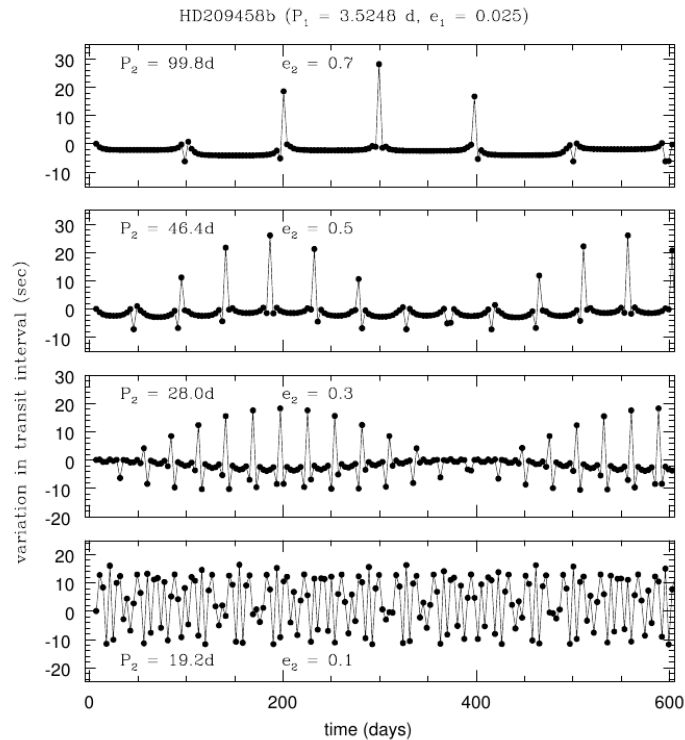 HD209458b (P₁ = 3.5248 d, e₁ = 0.025)
P₂ = 99.8d e₂ = 0.7
30
20
10
0
-10
P₂ = 46.4d e₂ = 0.5
30
20
10
0
-10
P₂ = 28.0d e₂ = 0.3
30
20
10
0
-10
-20
20
10
0
-10
-20
P₂ = 19.2d e₂ = 0.1
0 200 400 600
time (days)
variation in transit interval (sec)